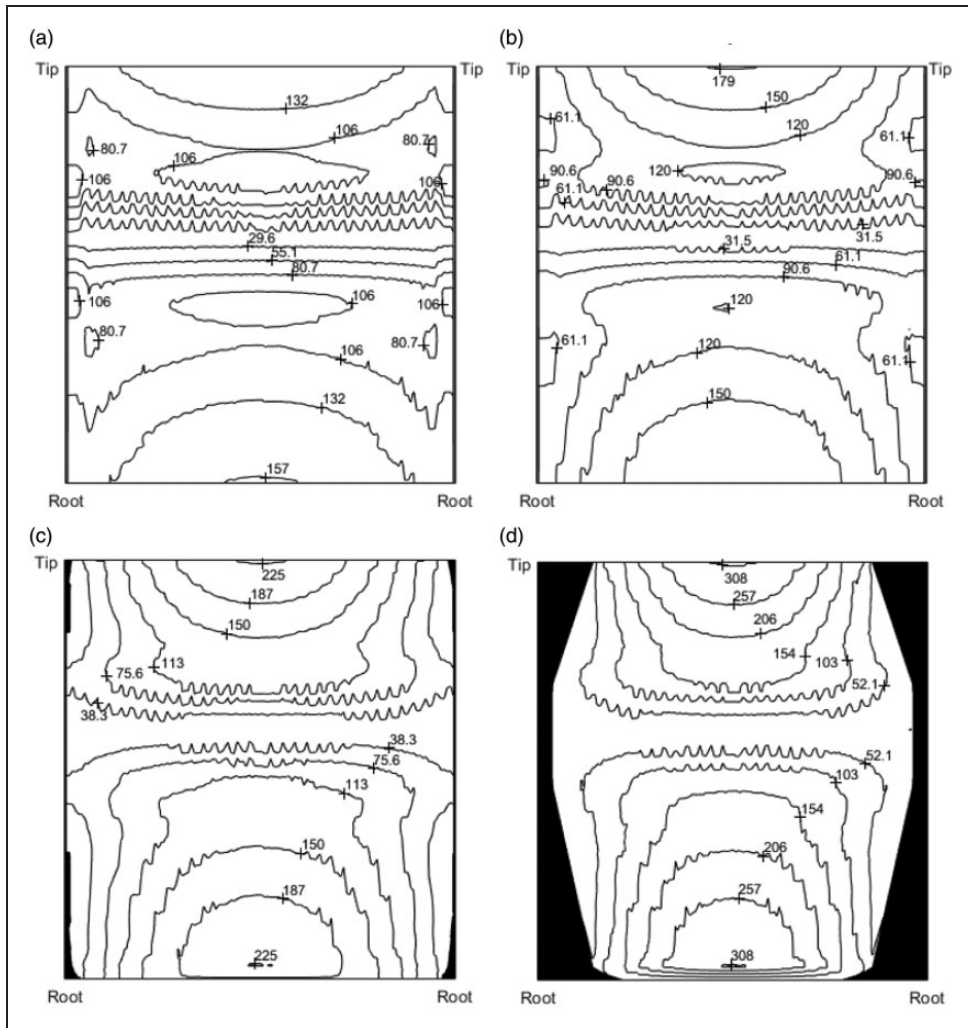 (a) (b)
Tip Tip Tip
179
132 150
106 61.1 120 61.1
80.7 80.7
106 120
106 106 90.6 90.6 90.6
61.1
29.6 31.5 31.5
55.1 61.1
80.7 90.6
106 106 106 120
80.7 80.7 61.1 61.1
106 120
132 150
157
Root Root Root Root
(c) (d)
Tip Tip
225 308
187 257
150 206
113 154 103
75.6 52.1
38.3
38.3 52.1
75.6 103
113 154
150 206
187 257
225 308
Root Root Root Root